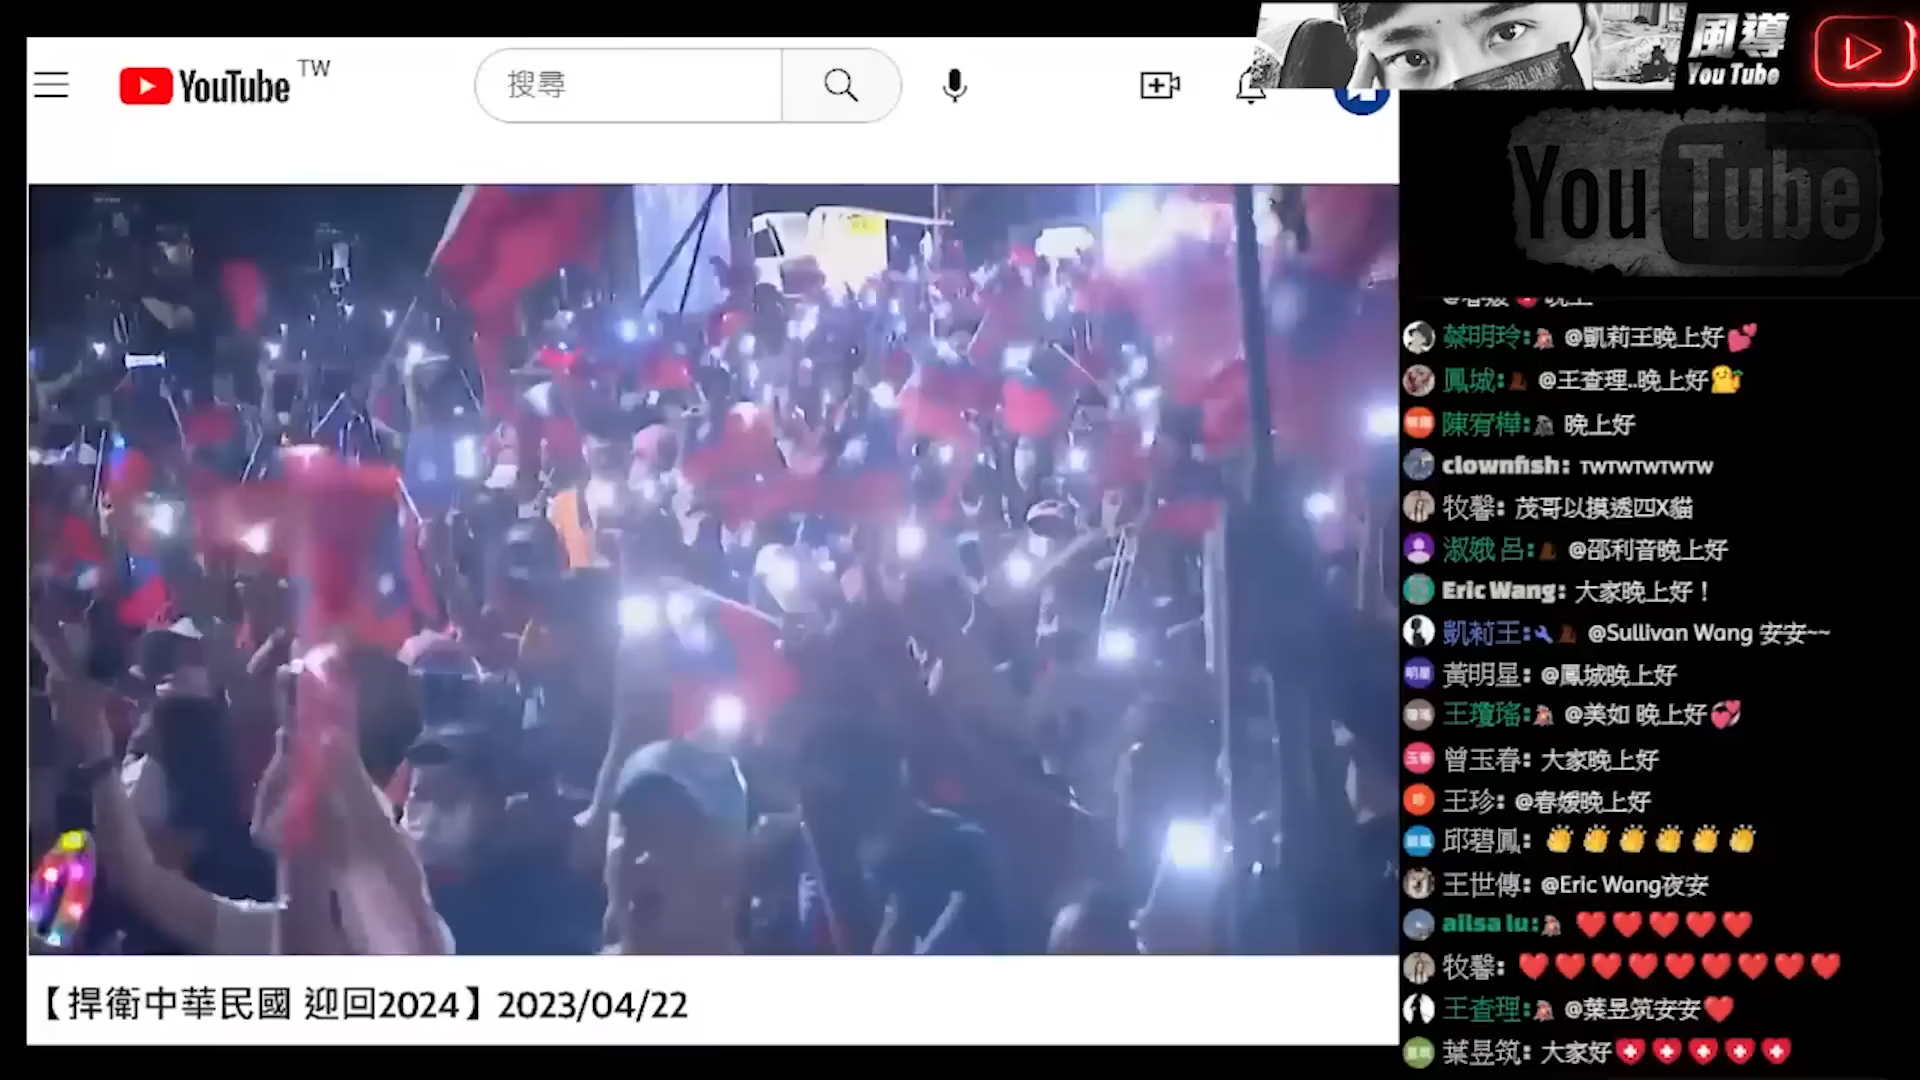 YouTube TW
搜尋
風導
You Tube
You Tube
蔡明玲: @凱莉王晚上好💕
鳳城: @王查理..晚上好
陳宥樺: 晚上好
clownfish: TWTWTWTWTW
牧馨: 茂哥以摸透四X貓
淑娥 呂: @邵利音晚上好
Eric Wang: 大家晚上好！
凱莉王: @Sullivan Wang 安安~~
黃明星: @鳳城晚上好
王瓊瑤: @美如 晚上好💞
曾玉春: 大家晚上好
王珍: @春媛晚上好
邱碧鳳: 👏👏👏👏👏👏
王世傳: @Eric Wang夜安
ailsa lu: ❤❤❤❤❤
牧馨: ❤❤❤❤❤❤❤❤❤
王查理: @葉昱筑安安❤
葉昱筑: 大家好
【捍衛中華民國 迎回2024】2023/04/22